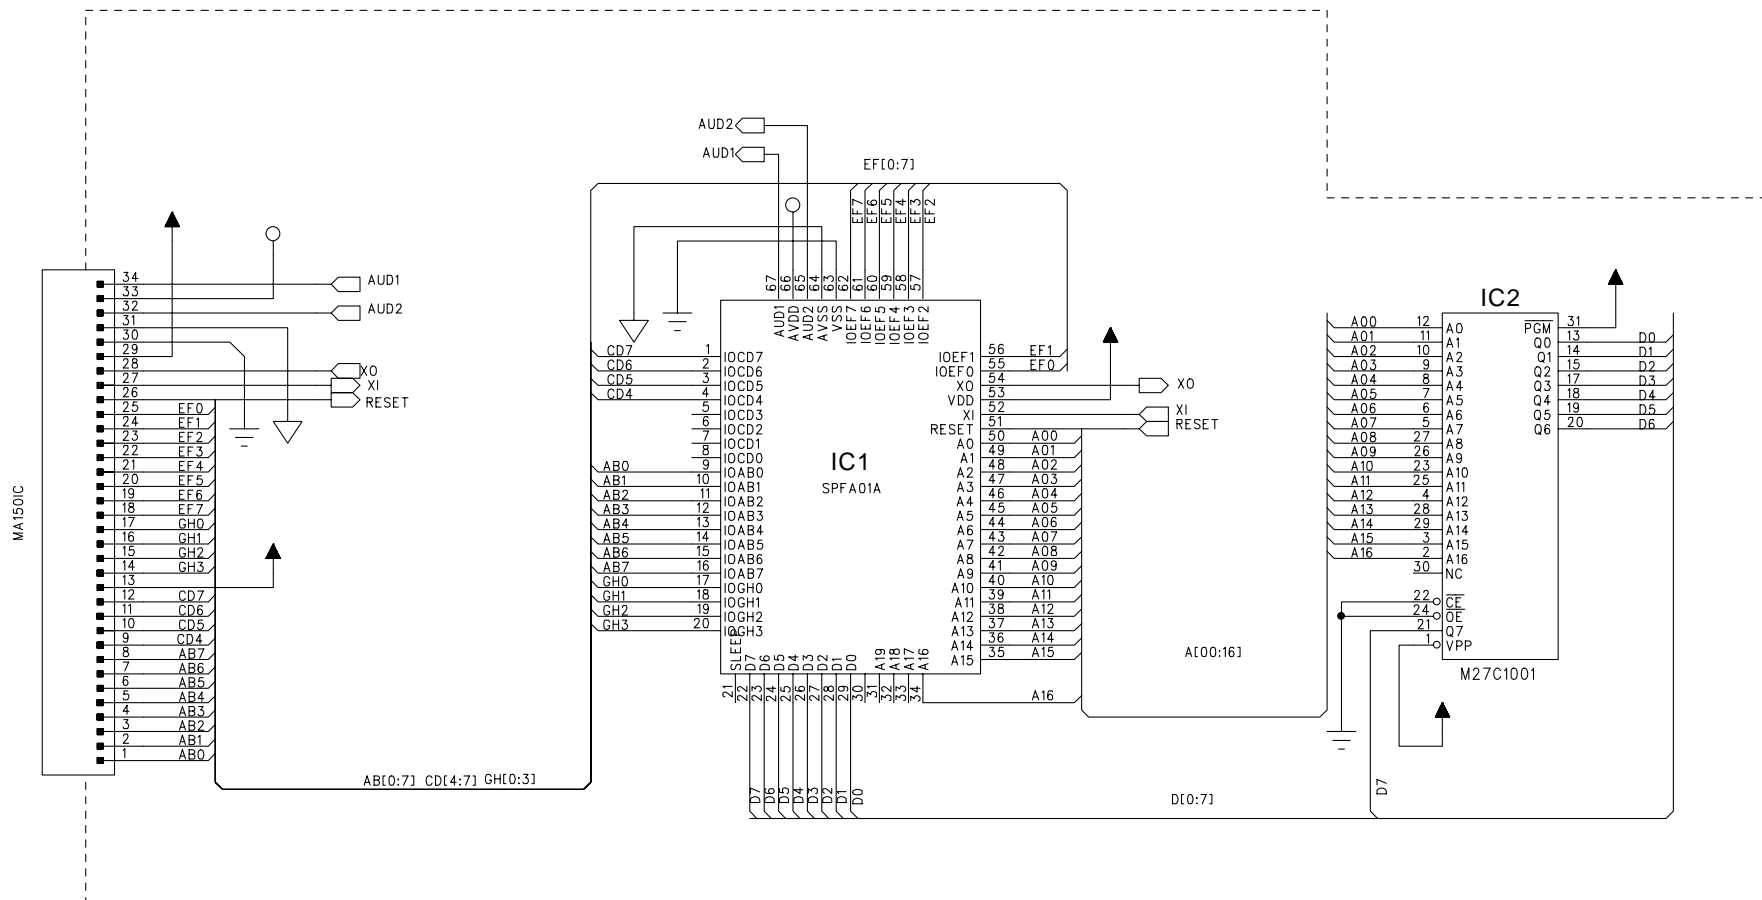 AUD2
AUD1
EF[0:7]
EF7
EF6
EF5
EF4
EF3
EF2
MA150IC
34 AUD1
33
32 AUD2
31
30
29
28 XO
27 XI
26 RESET
25 EF0
24 EF1
23 EF2
22 EF3
21 EF4
20 EF5
19 EF6
18 EF7
17 GH0
16 GH1
15 GH2
14 GH3
13
12 CD7
11 CD6
10 CD5
9 CD4
8 AB7
7 AB6
6 AB5
5 AB4
4 AB3
3 AB2
2 AB1
1 AB0
AB[0:7] CD[4:7] GH[0:3]
67 AUD1
66 AVDD
65 AUD2
64 AVSS
63 VSS
62 IOEF7
61 IOEF6
60 IOEF5
59 IOEF4
58 IOEF3
57 IOEF2
CD7 1 IOCD7
CD6 2 IOCD6
CD5 3 IOCD5
CD4 4 IOCD4
5 IOCD3
6 IOCD2
7 IOCD1
8 IOCD0
AB0 9 IOAB0
AB1 10 IOAB1
AB2 11 IOAB2
AB3 12 IOAB3
AB4 13 IOAB4
AB5 14 IOAB5
AB6 15 IOAB6
AB7 16 IOAB7
GH0 17 IOGH0
GH1 18 IOGH1
GH2 19 IOGH2
GH3 20 IOGH3
IC1
SPFA01A
IOEF1 56 EF1
IOEF0 55 EF0
XO 54 XO
VDD 53
XI 52 XI
RESET 51 RESET
A0 50 A00
A1 49 A01
A2 48 A02
A3 47 A03
A4 46 A04
A5 45 A05
A6 44 A06
A7 43 A07
A8 42 A08
A9 41 A09
A10 40 A10
A11 39 A11
A12 38 A12
A13 37 A13
A14 36 A14
A15 35 A15
SLEEP 21
22
D7 23
D6 24
D5 25
D4 26
D3 27
D2 28
D1 29
D0 30
A19 31
A18 32
A17 33
A16 34
A16
D7
D6
D5
D4
D3
D2
D1
D0
A[00:16]
D[0:7]
D7
IC2
A00 12 A0
A01 11 A1
A02 10 A2
A03 9 A3
A04 8 A4
A05 7 A5
A06 6 A6
A07 5 A7
A08 27 A8
A09 26 A9
A10 23 A10
A11 25 A11
A12 4 A12
A13 28 A13
A14 29 A14
A15 3 A15
A16 2 A16
30 NC
22 CE
24 OE
21 Q7
1 VPP
PGM 31
Q0 13 D0
Q1 14 D1
Q2 15 D2
Q3 17 D3
Q4 18 D4
Q5 19 D5
Q6 20 D6
M27C1001